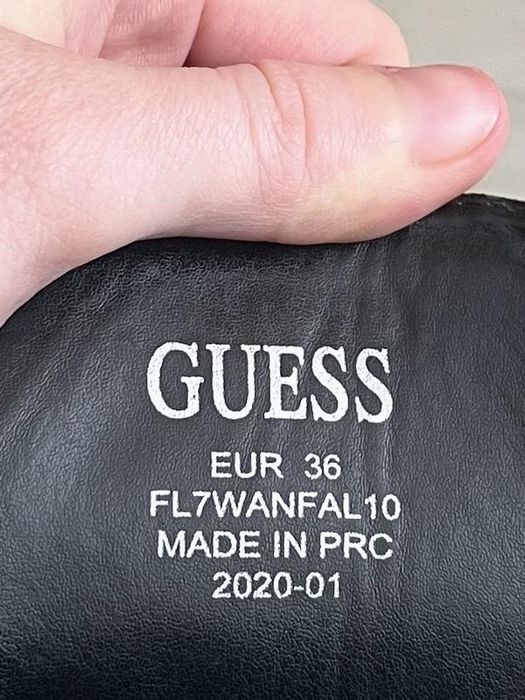 GUESS
EUR 36
FL7WANFAL10
MADE IN PRC
2020-01